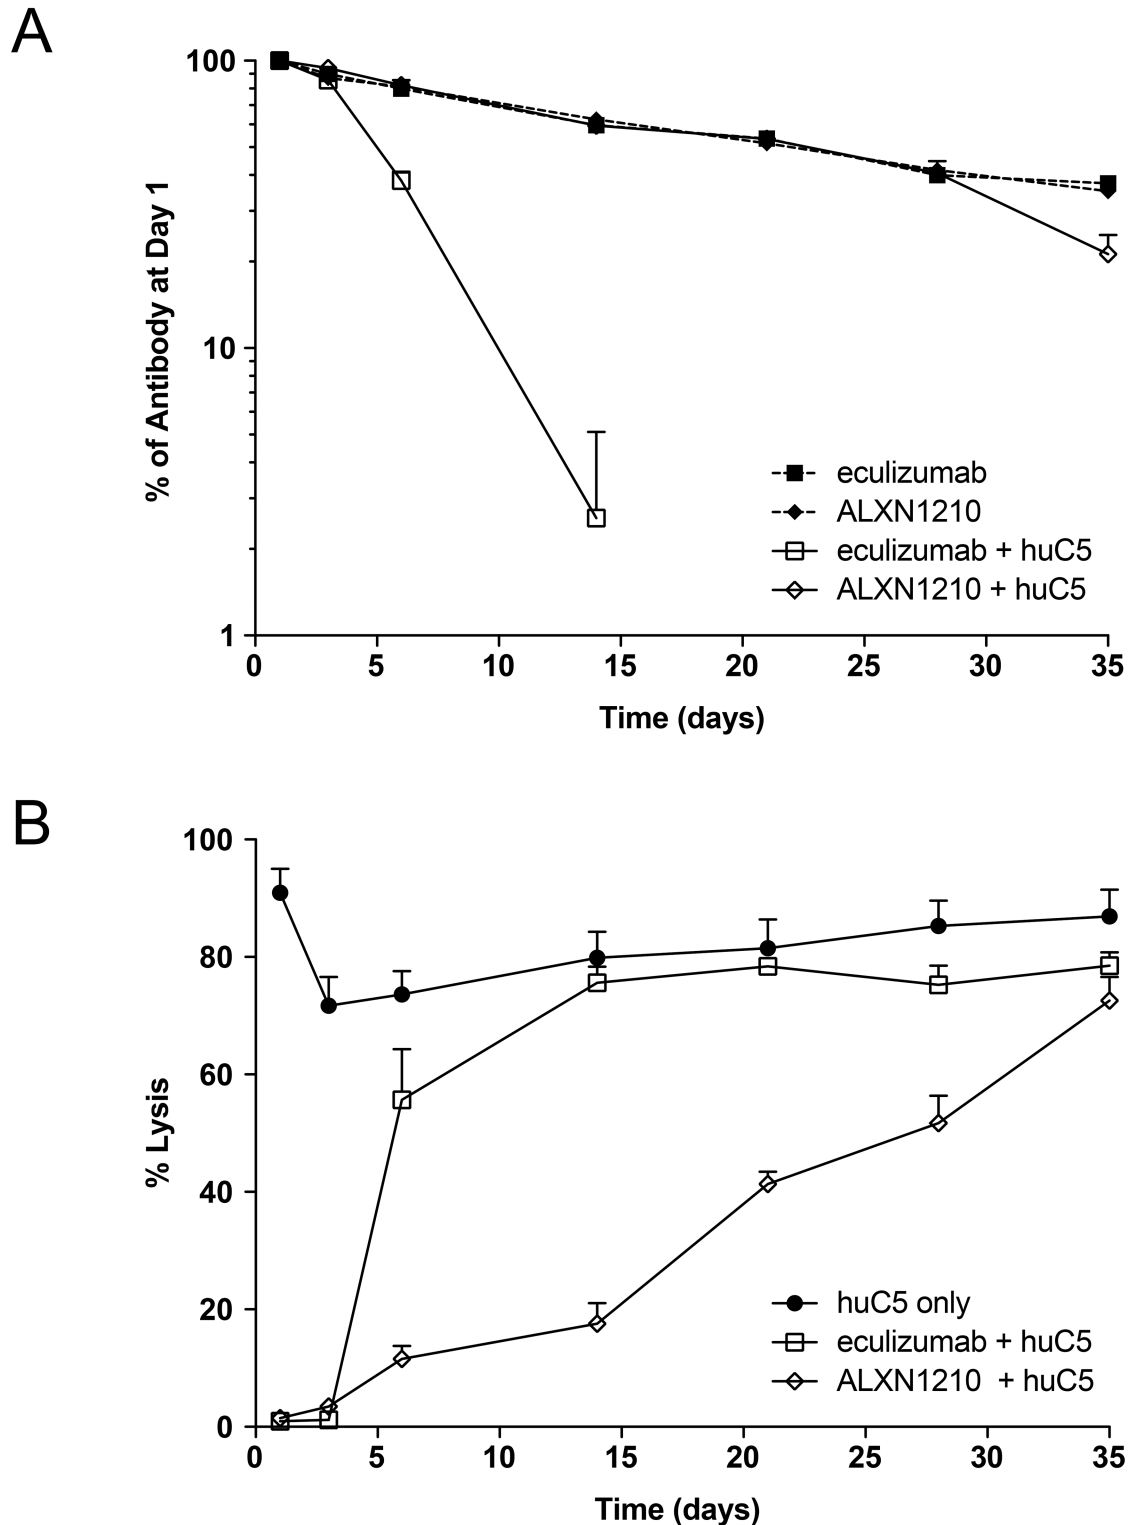 A
100
10
1
% of Antibody at Day 1
eculizumab
ALXN1210
eculizumab + huC5
ALXN1210 + huC5
0 5 10 15 20 25 30 35
Time (days)
B
100
80
60
40
20
0
% Lysis
huC5 only
eculizumab + huC5
ALXN1210 + huC5
0 5 10 15 20 25 30 35
Time (days)